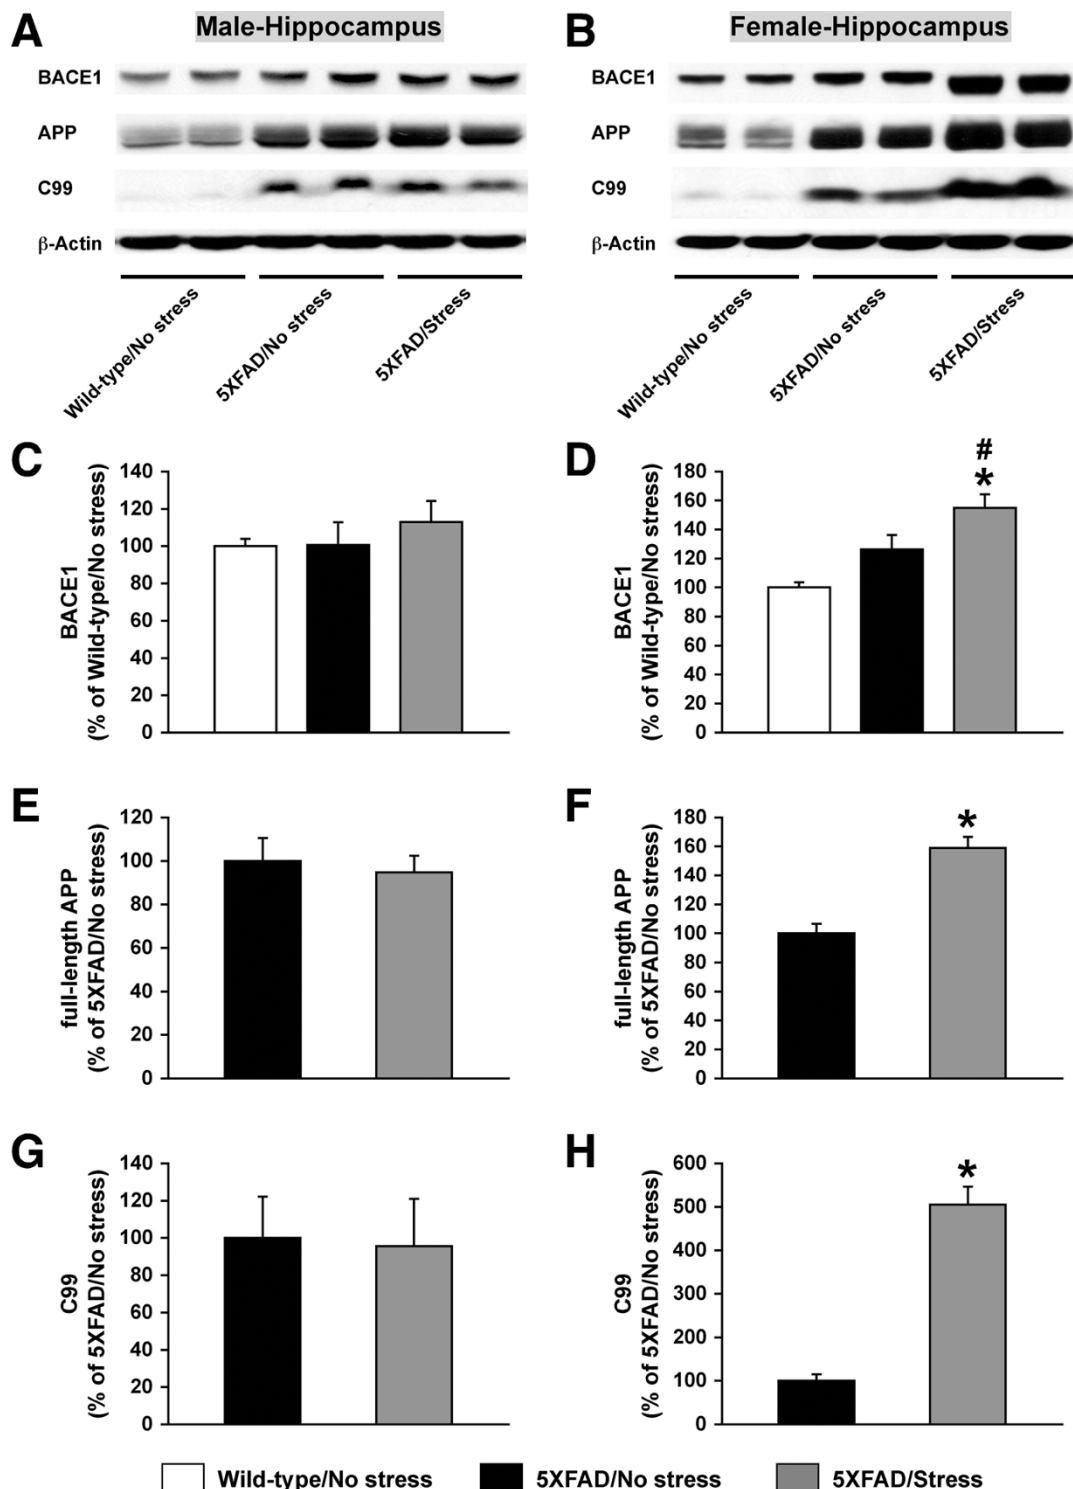 A
Male-Hippocampus
BACE1
APP
C99
β-Actin
Wild-type/No stress
5XFAD/No stress
5XFAD/Stress
B
Female-Hippocampus
BACE1
APP
C99
β-Actin
Wild-type/No stress
5XFAD/No stress
5XFAD/Stress
C
BACE1
(% of Wild-type/No stress)
140
120
100
80
60
40
20
0
D
BACE1
(% of Wild-type/No stress)
180
160
140
120
100
80
60
40
20
0
#
*
E
full-length APP
(% of 5XFAD/No stress)
120
100
80
60
40
20
0
F
full-length APP
(% of 5XFAD/No stress)
180
160
140
120
100
80
60
40
20
0
*
G
C99
(% of 5XFAD/No stress)
140
120
100
80
60
40
20
0
H
C99
(% of 5XFAD/No stress)
600
500
400
300
200
100
0
*
Wild-type/No stress
5XFAD/No stress
5XFAD/Stress